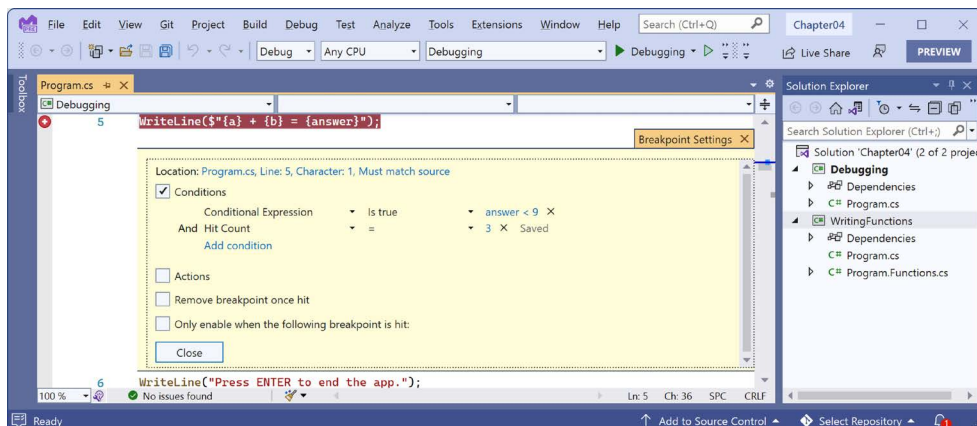 File Edit View Git Project Build Debug Test Analyze Tools Extensions Window Help Search (Ctrl+Q) Chapter04
Debug Any CPU Debugging Debugging Live Share PREVIEW
Toolbox
Program.cs
Debugging
5 WriteLine($"{a} + {b} = {answer}");
Breakpoint Settings
Location: Program.cs, Line: 5, Character: 1, Must match source
Conditions
Conditional Expression Is true answer < 9
And Hit Count = 3 Saved
Add condition
Actions
Remove breakpoint once hit
Only enable when the following breakpoint is hit:
Close
6 WriteLine("Press ENTER to end the app.");
100 % No issues found Ln: 5 Ch: 36 SPC CRLF
Solution Explorer
Search Solution Explorer (Ctrl+;)
Solution 'Chapter04' (2 of 2 proje
Debugging
Dependencies
C# Program.cs
WritingFunctions
Dependencies
C# Program.cs
C# Program.Functions.cs
Ready Add to Source Control Select Repository 1